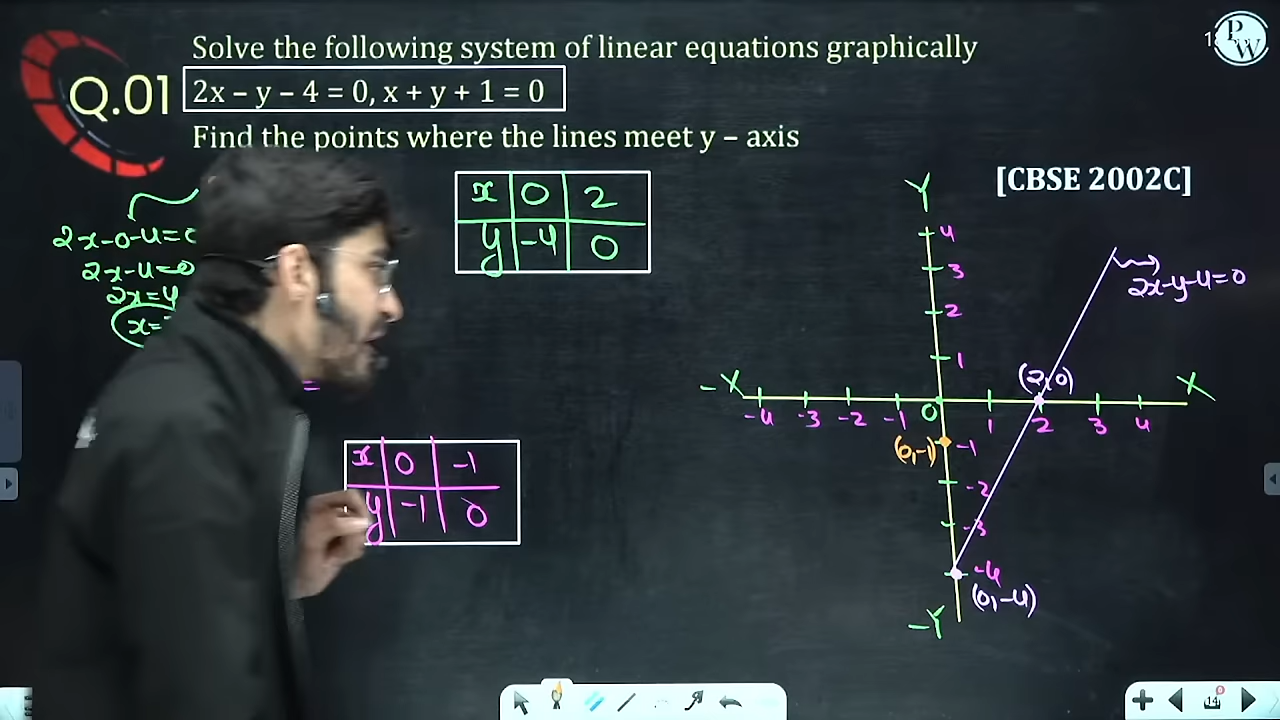 Solve the following system of linear equations graphically
Q.01
2x – y – 4 = 0, x + y + 1 = 0
Find the points where the lines meet y – axis
[CBSE 2002C]
PW
2x-0-4=
2x-4=0
2x=4
x=
x 0 2
y -4 0
=
x 0 -1
y -1 0
Y
4
3
2
1
2x-y-4=0
(2,0)
-X -4 -3 -2 -1 0 1 2 3 4 X
(0,-1) -1
-2
-3
-4
(0,-4)
-Y
14